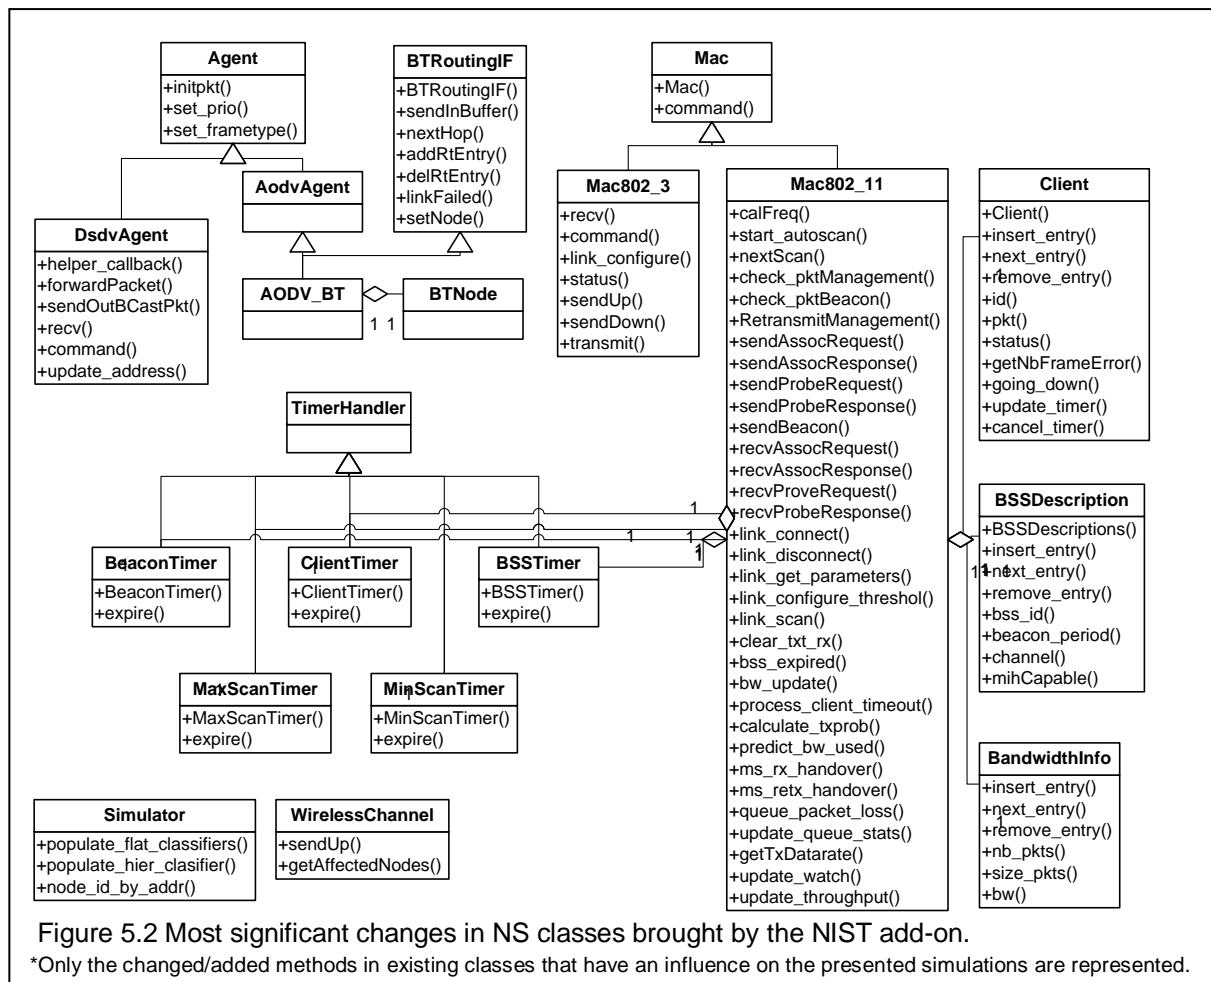 Agent
+initpkt()
+set_prio()
+set_frametype()
BTRoutingIF
+BTRoutingIF()
+sendInBuffer()
+nextHop()
+addRtEntry()
+delRtEntry()
+linkFailed()
+setNode()
Mac
+Mac()
+command()
AodvAgent
DsdvAgent
+helper_callback()
+forwardPacket()
+sendOutBCastPkt()
+recv()
+command()
+update_address()
AODV_BT
1 1
BTNode
Mac802_3
+recv()
+command()
+link_configure()
+status()
+sendUp()
+sendDown()
+transmit()
Mac802_11
+calFreq()
+start_autoscan()
+nextScan()
+check_pktManagement()
+check_pktBeacon()
+RetransmitManagement()
+sendAssocRequest()
+sendAssocResponse()
+sendProbeRequest()
+sendProbeResponse()
+sendBeacon()
+recvAssocRequest()
+recvAssocResponse()
+recvProveRequest()
+recvProbeResponse()
+link_connect()
+link_disconnect()
+link_get_parameters()
+link_configure_threshol()
+link_scan()
+clear_txt_rx()
+bss_expired()
+bw_update()
+process_client_timeout()
+calculate_txprob()
+predict_bw_used()
+ms_rx_handover()
+ms_retx_handover()
+queue_packet_loss()
+update_queue_stats()
+getTxDatarate()
+update_watch()
+update_throughput()
Client
+Client()
+insert_entry()
+next_entry()
+remove_entry()
1
+id()
+pkt()
+status()
+getNbFrameError()
+going_down()
+update_timer()
+cancel_timer()
TimerHandler
1
1 1 1
1
BeaconTimer
1
+BeaconTimer()
+expire()
ClientTimer
1
+ClientTimer()
+expire()
BSSTimer
+BSSTimer()
+expire()
MaxScanTimer
1
+MaxScanTimer()
+expire()
MinScanTimer
1
+MinScanTimer()
+expire()
BSSDescription
+BSSDescriptions()
+insert_entry()
+next_entry()
+remove_entry()
+bss_id()
+beacon_period()
+channel()
+mihCapable()
BandwidthInfo
+insert_entry()
+next_entry()
1
+remove_entry()
+nb_pkts()
+size_pkts()
+bw()
Simulator
+populate_flat_classifiers()
+populate_hier_clasifier()
+node_id_by_addr()
WirelessChannel
+sendUp()
+getAffectedNodes()
Figure 5.2 Most significant changes in NS classes brought by the NIST add-on.
*Only the changed/added methods in existing classes that have an influence on the presented simulations are represented.